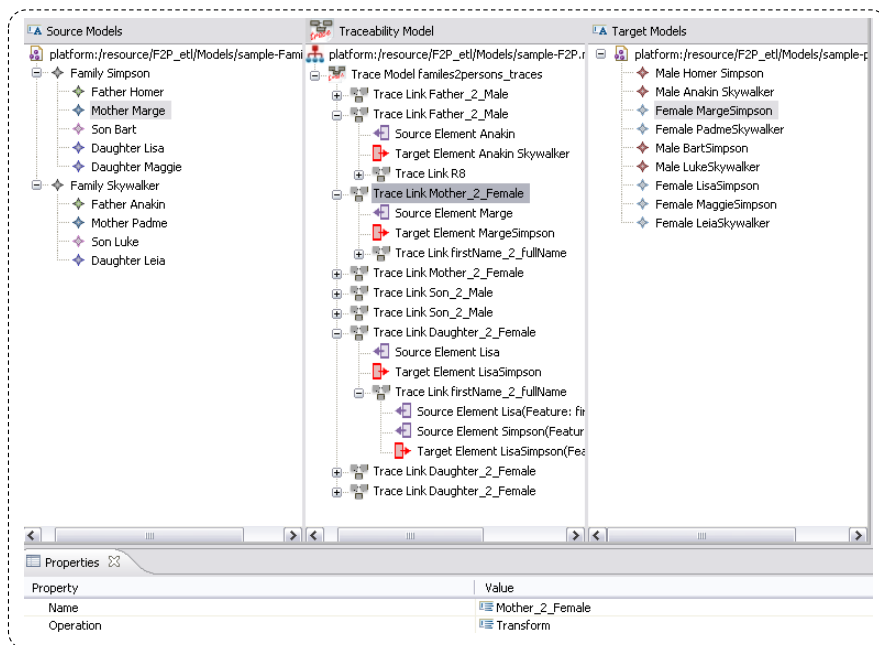 Source Models
platform:/resource/F2P_etl/Models/sample-Fami
Family Simpson
Father Homer
Mother Marge
Son Bart
Daughter Lisa
Daughter Maggie
Family Skywalker
Father Anakin
Mother Padme
Son Luke
Daughter Leia
Traceability Model
platform:/resource/F2P_etl/Models/sample-F2P.r
Trace Model familes2persons_traces
Trace Link Father_2_Male
Trace Link Father_2_Male
Source Element Anakin
Target Element Anakin Skywalker
Trace Link R8
Trace Link Mother_2_Female
Source Element Marge
Target Element MargeSimpson
Trace Link firstName_2_fullName
Trace Link Mother_2_Female
Trace Link Son_2_Male
Trace Link Son_2_Male
Trace Link Daughter_2_Female
Source Element Lisa
Target Element LisaSimpson
Trace Link firstName_2_fullName
Source Element Lisa(Feature: fir
Source Element Simpson(Featur
Target Element LisaSimpson(Fea
Trace Link Daughter_2_Female
Trace Link Daughter_2_Female
Target Models
platform:/resource/F2P_etl/Models/sample-p
Male Homer Simpson
Male Anakin Skywalker
Female MargeSimpson
Female PadmeSkywalker
Male BartSimpson
Male LukeSkywalker
Female LisaSimpson
Female MaggieSimpson
Female LeiaSkywalker
Properties
Property Value
Name Mother_2_Female
Operation Transform